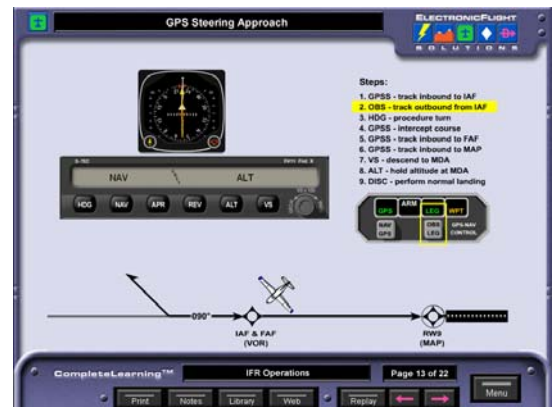 GPS Steering Approach
ELECTRONICFLIGHT
SOLUTIONS
Steps:
1. GPSS - track inbound to IAF
2. OBS - track outbound from IAF
3. HDG - procedure turn
4. GPSS - intercept course
5. GPSS - track inbound to FAF
6. GPSS - track inbound to MAP
7. VS - descend to MDA
8. ALT - hold altitude at MDA
9. DISC - perform normal landing
NAV
ALT
HDG
NAV
APR
REV
ALT
VS
GPS
ARM
LEG
WPT
NAV
GPS
OBS
LEG
GPS-NAV
CONTROL
090°
IAF & FAF
(VOR)
RW9
(MAP)
CompleteLearning™
IFR Operations
Page 13 of 22
Print
Notes
Library
Web
Replay
Menu